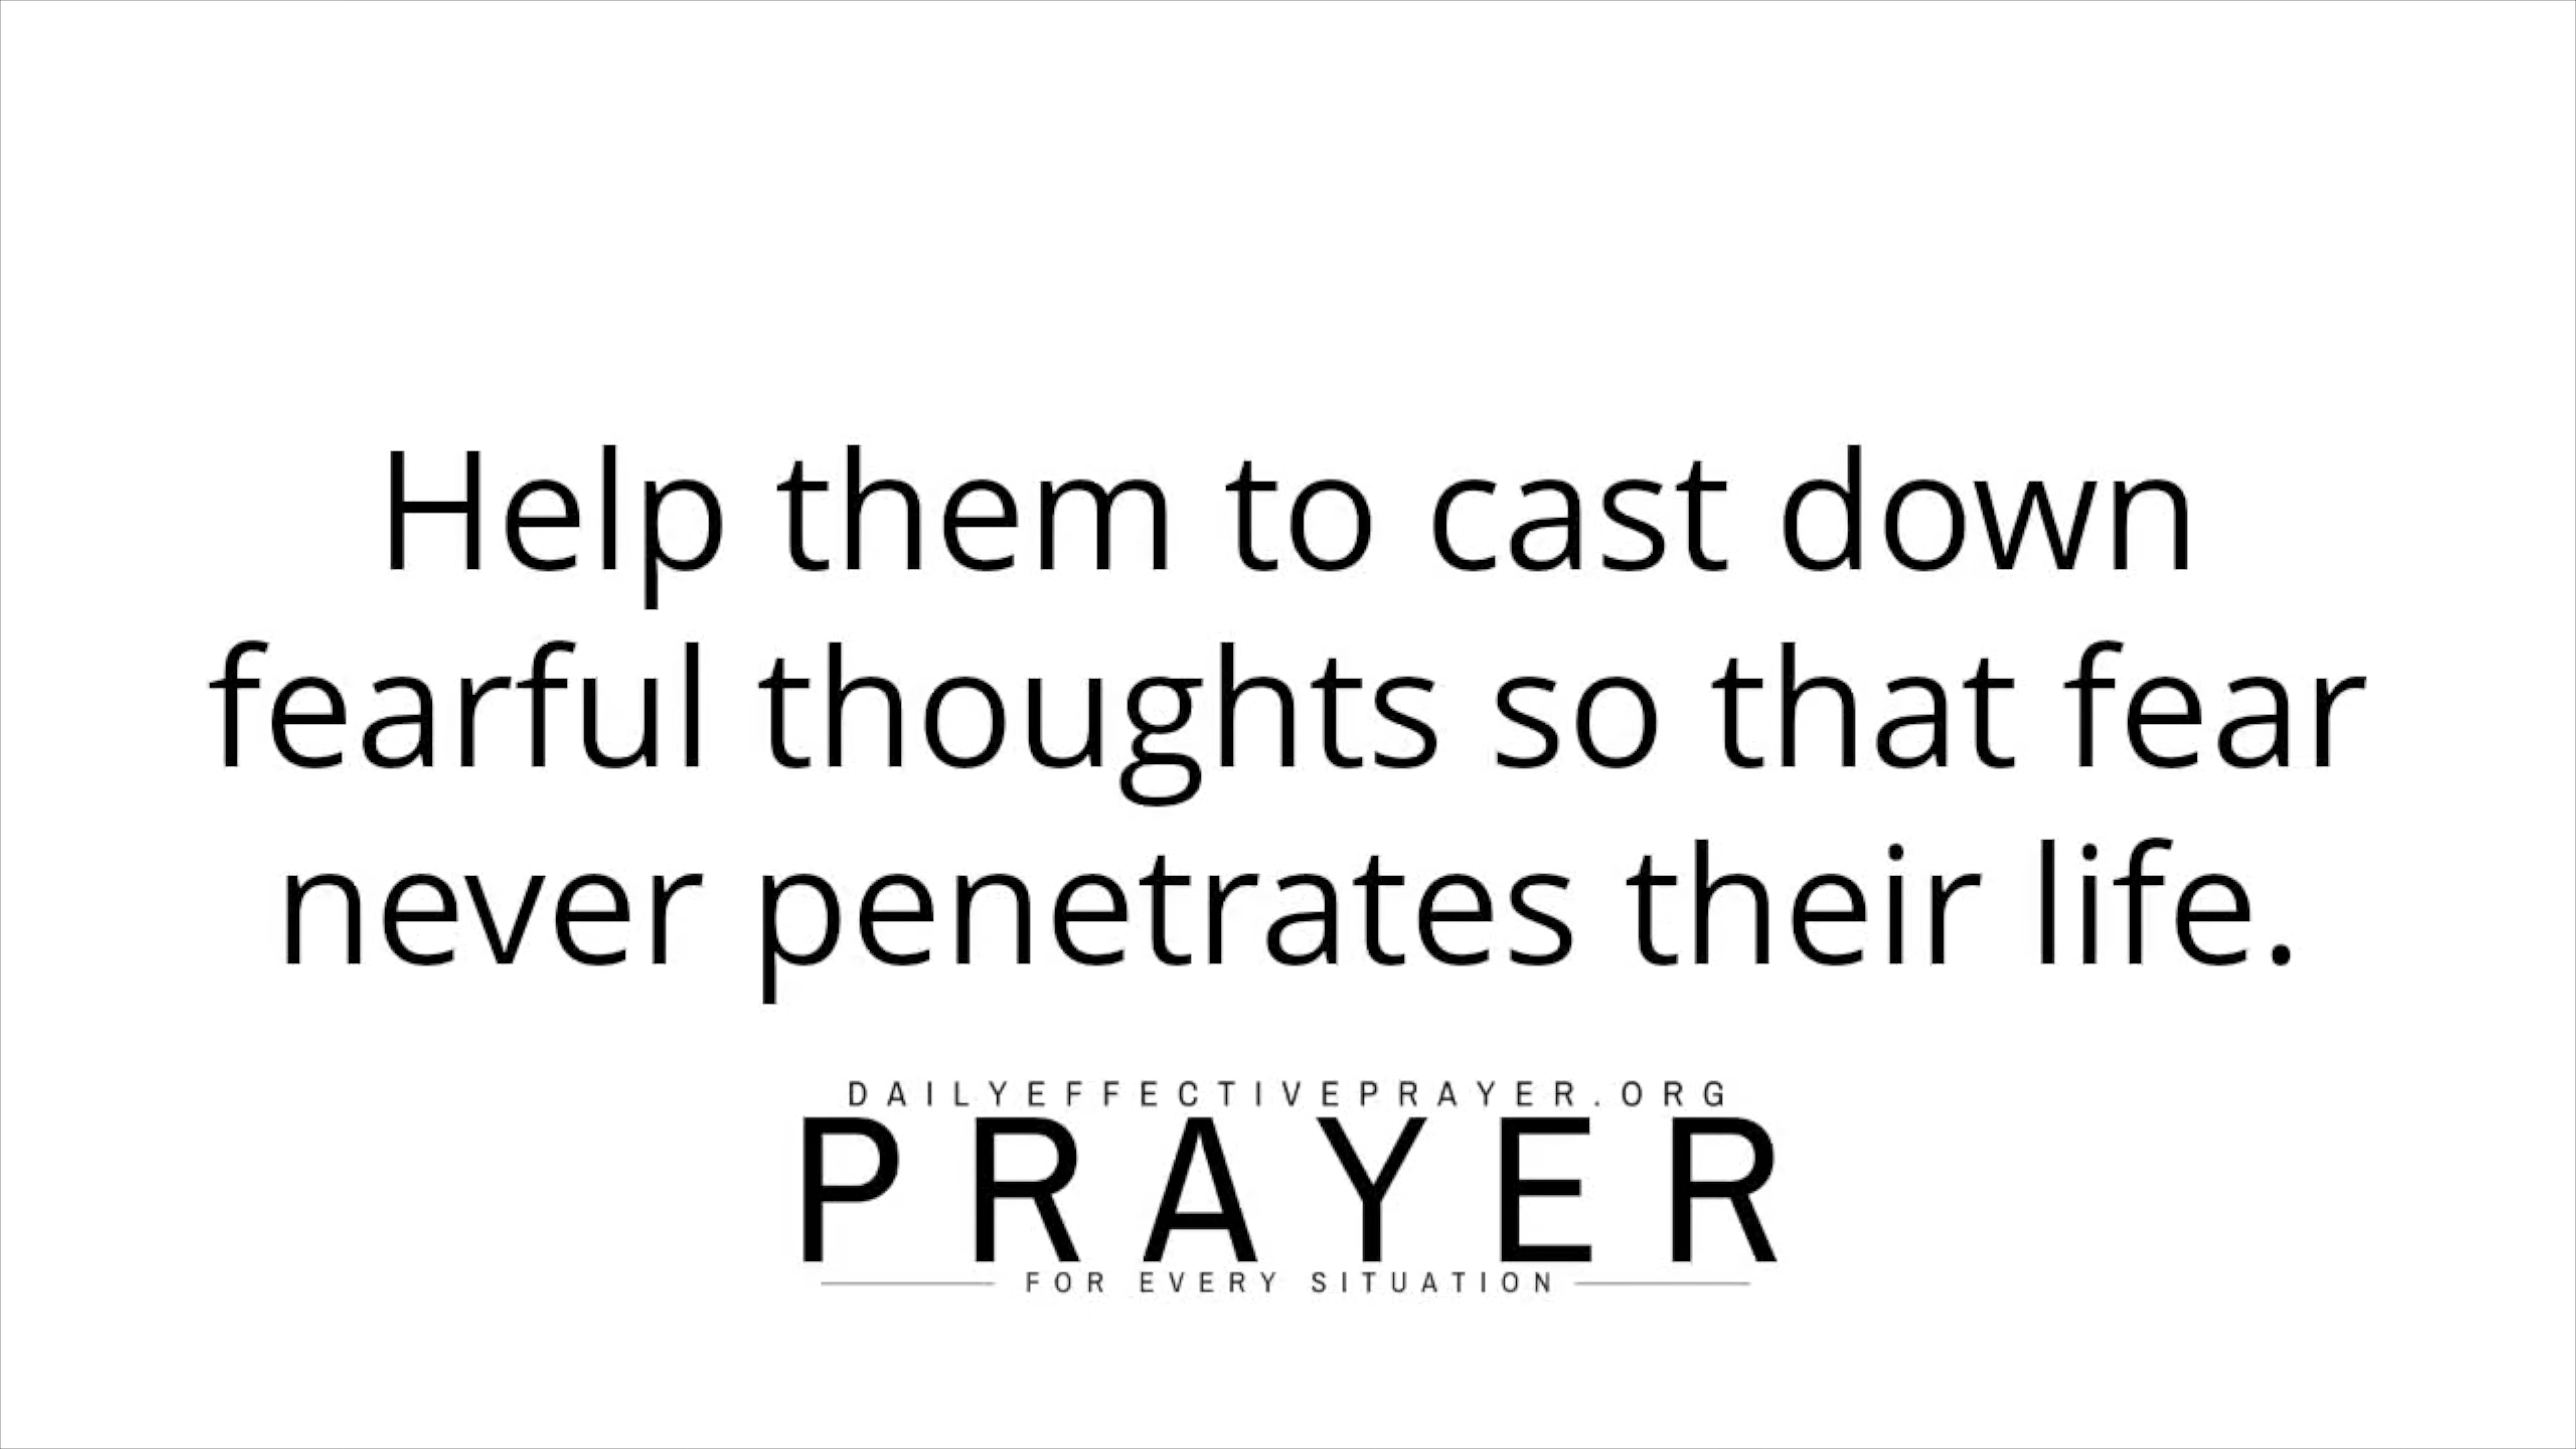 Help them to cast down
fearful thoughts so that fear
never penetrates their life.
DAILYEFFECTIVEPRAYER.ORG
PRAYER
FOR EVERY SITUATION